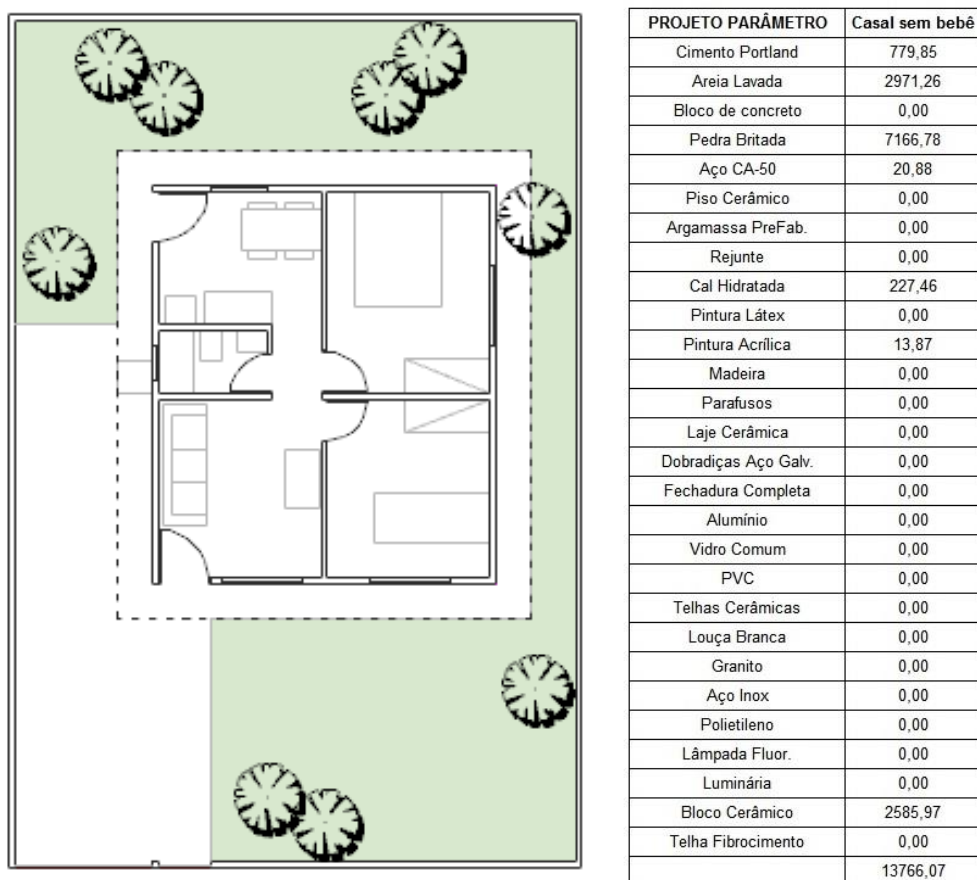 PROJETO PARÂMETRO Casal sem bebê
Cimento Portland 779,85
Areia Lavada 2971,26
Bloco de concreto 0,00
Pedra Britada 7166,78
Aço CA-50 20,88
Piso Cerâmico 0,00
Argamassa PreFab. 0,00
Rejunte 0,00
Cal Hidratada 227,46
Pintura Látex 0,00
Pintura Acrílica 13,87
Madeira 0,00
Parafusos 0,00
Laje Cerâmica 0,00
Dobradiças Aço Galv. 0,00
Fechadura Completa 0,00
Alumínio 0,00
Vidro Comum 0,00
PVC 0,00
Telhas Cerâmicas 0,00
Louça Branca 0,00
Granito 0,00
Aço Inox 0,00
Polietileno 0,00
Lâmpada Fluor. 0,00
Luminária 0,00
Bloco Cerâmico 2585,97
Telha Fibrocimento 0,00
13766,07